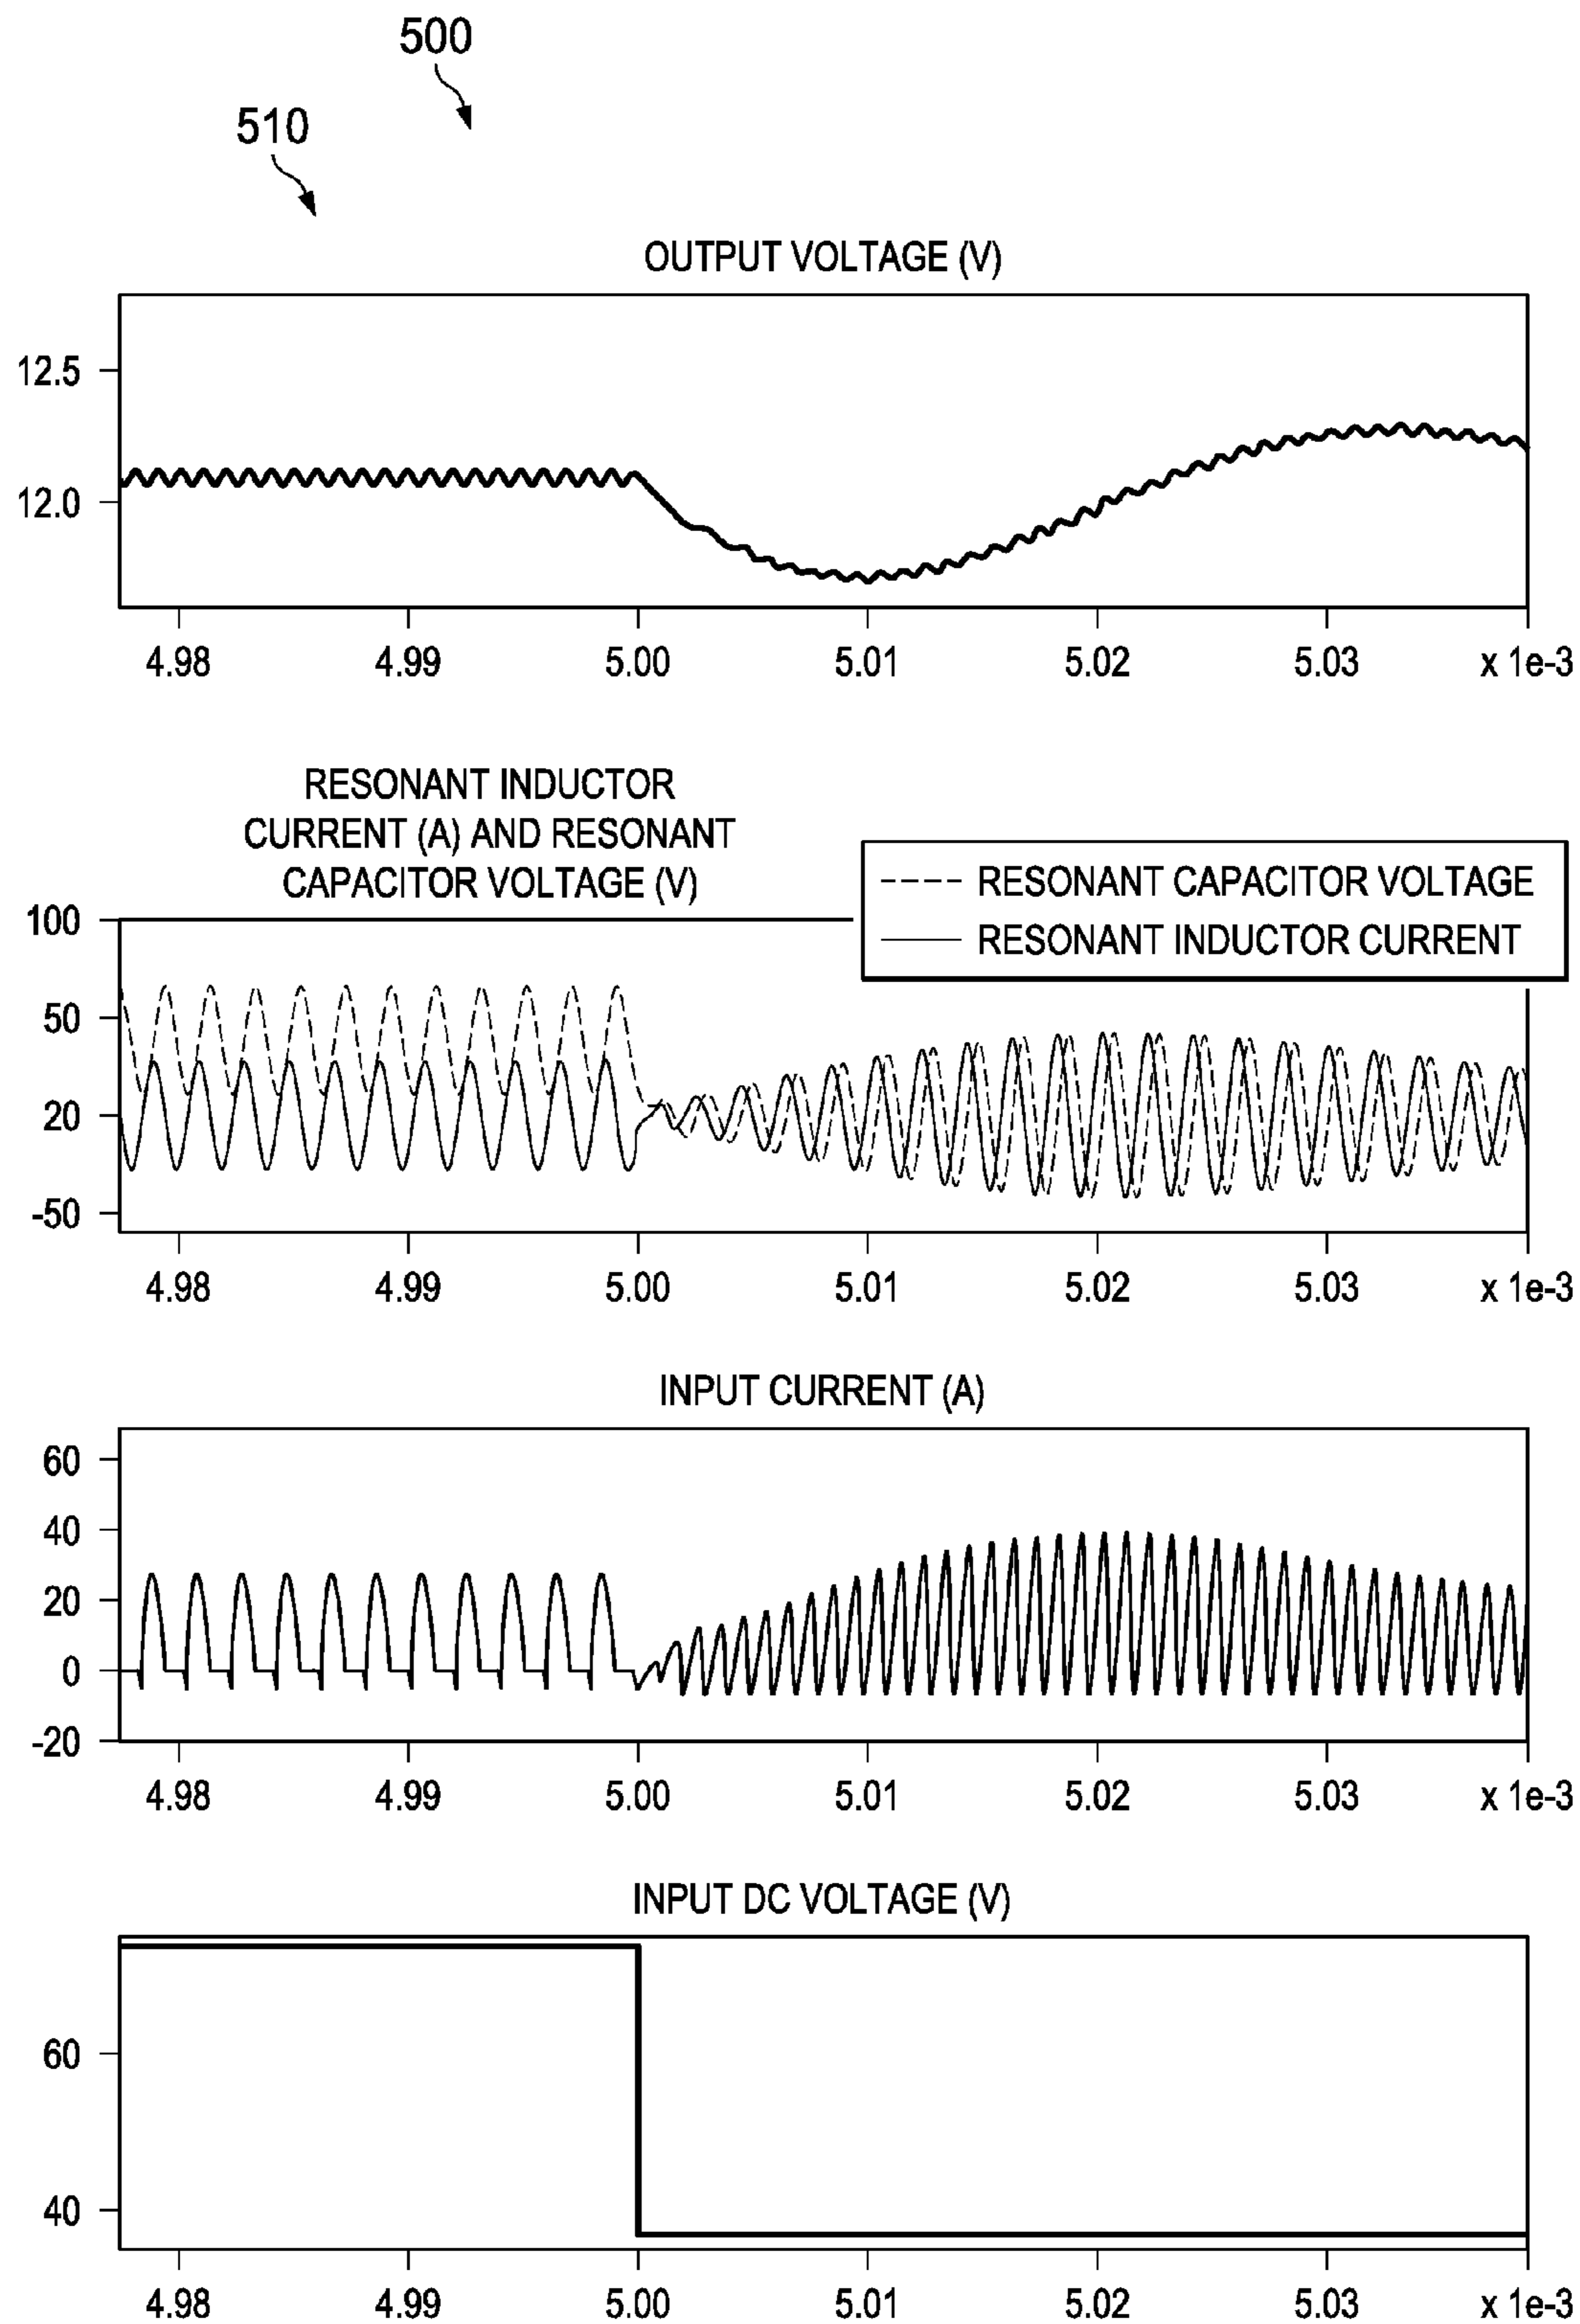 500
510
OUTPUT VOLTAGE (V)
12.5
12.0
4.98 4.99 5.00 5.01 5.02 5.03 x 1e-3
RESONANT INDUCTOR
CURRENT (A) AND RESONANT
CAPACITOR VOLTAGE (V)
RESONANT CAPACITOR VOLTAGE
RESONANT INDUCTOR CURRENT
100
50
20
-50
4.98 4.99 5.00 5.01 5.02 5.03 x 1e-3
INPUT CURRENT (A)
60
40
20
0
-20
4.98 4.99 5.00 5.01 5.02 5.03 x 1e-3
INPUT DC VOLTAGE (V)
60
40
4.98 4.99 5.00 5.01 5.02 5.03 x 1e-3